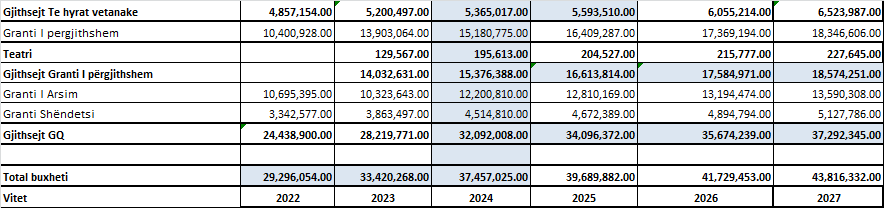 Gjithsejt Te hyrat vetanake 4,857,154.00 5,200,497.00 5,365,017.00 5,593,510.00 6,055,214.00 6,523,987.00
Granti I pergjithshem 10,400,928.00 13,903,064.00 15,180,775.00 16,409,287.00 17,369,194.00 18,346,606.00
Teatri 129,567.00 195,613.00 204,527.00 215,777.00 227,645.00
Gjithsejt Granti I përgjithshem 14,032,631.00 15,376,388.00 16,613,814.00 17,584,971.00 18,574,251.00
Granti I Arsim 10,695,395.00 10,323,643.00 12,200,810.00 12,810,169.00 13,194,474.00 13,590,308.00
Granti Shëndetsi 3,342,577.00 3,863,497.00 4,514,810.00 4,672,389.00 4,894,794.00 5,127,786.00
Gjithsejt GQ 24,438,900.00 28,219,771.00 32,092,008.00 34,096,372.00 35,674,239.00 37,292,345.00
Total buxheti 29,296,054.00 33,420,268.00 37,457,025.00 39,689,882.00 41,729,453.00 43,816,332.00
Vitet 2022 2023 2024 2025 2026 2027